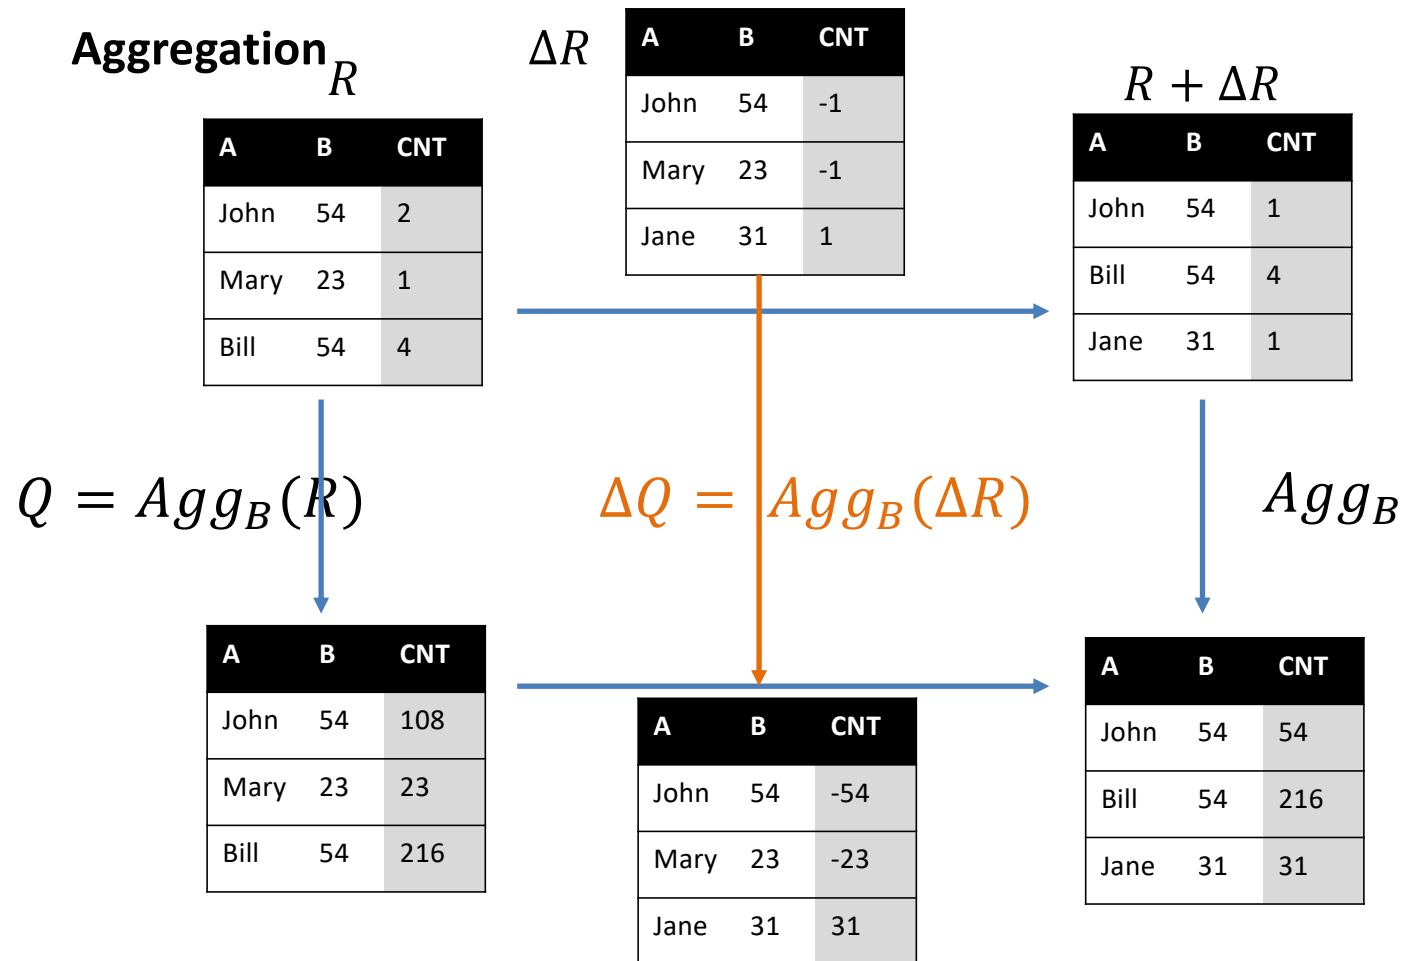 Aggregation
R
A B CNT
John 54 2
Mary 23 1
Bill 54 4
ΔR
A B CNT
John 54 -1
Mary 23 -1
Jane 31 1
R + ΔR
A B CNT
John 54 1
Bill 54 4
Jane 31 1
Q = Agg_B(R)
ΔQ = Agg_B(ΔR)
Agg_B
A B CNT
John 54 108
Mary 23 23
Bill 54 216
A B CNT
John 54 -54
Mary 23 -23
Jane 31 31
A B CNT
John 54 54
Bill 54 216
Jane 31 31